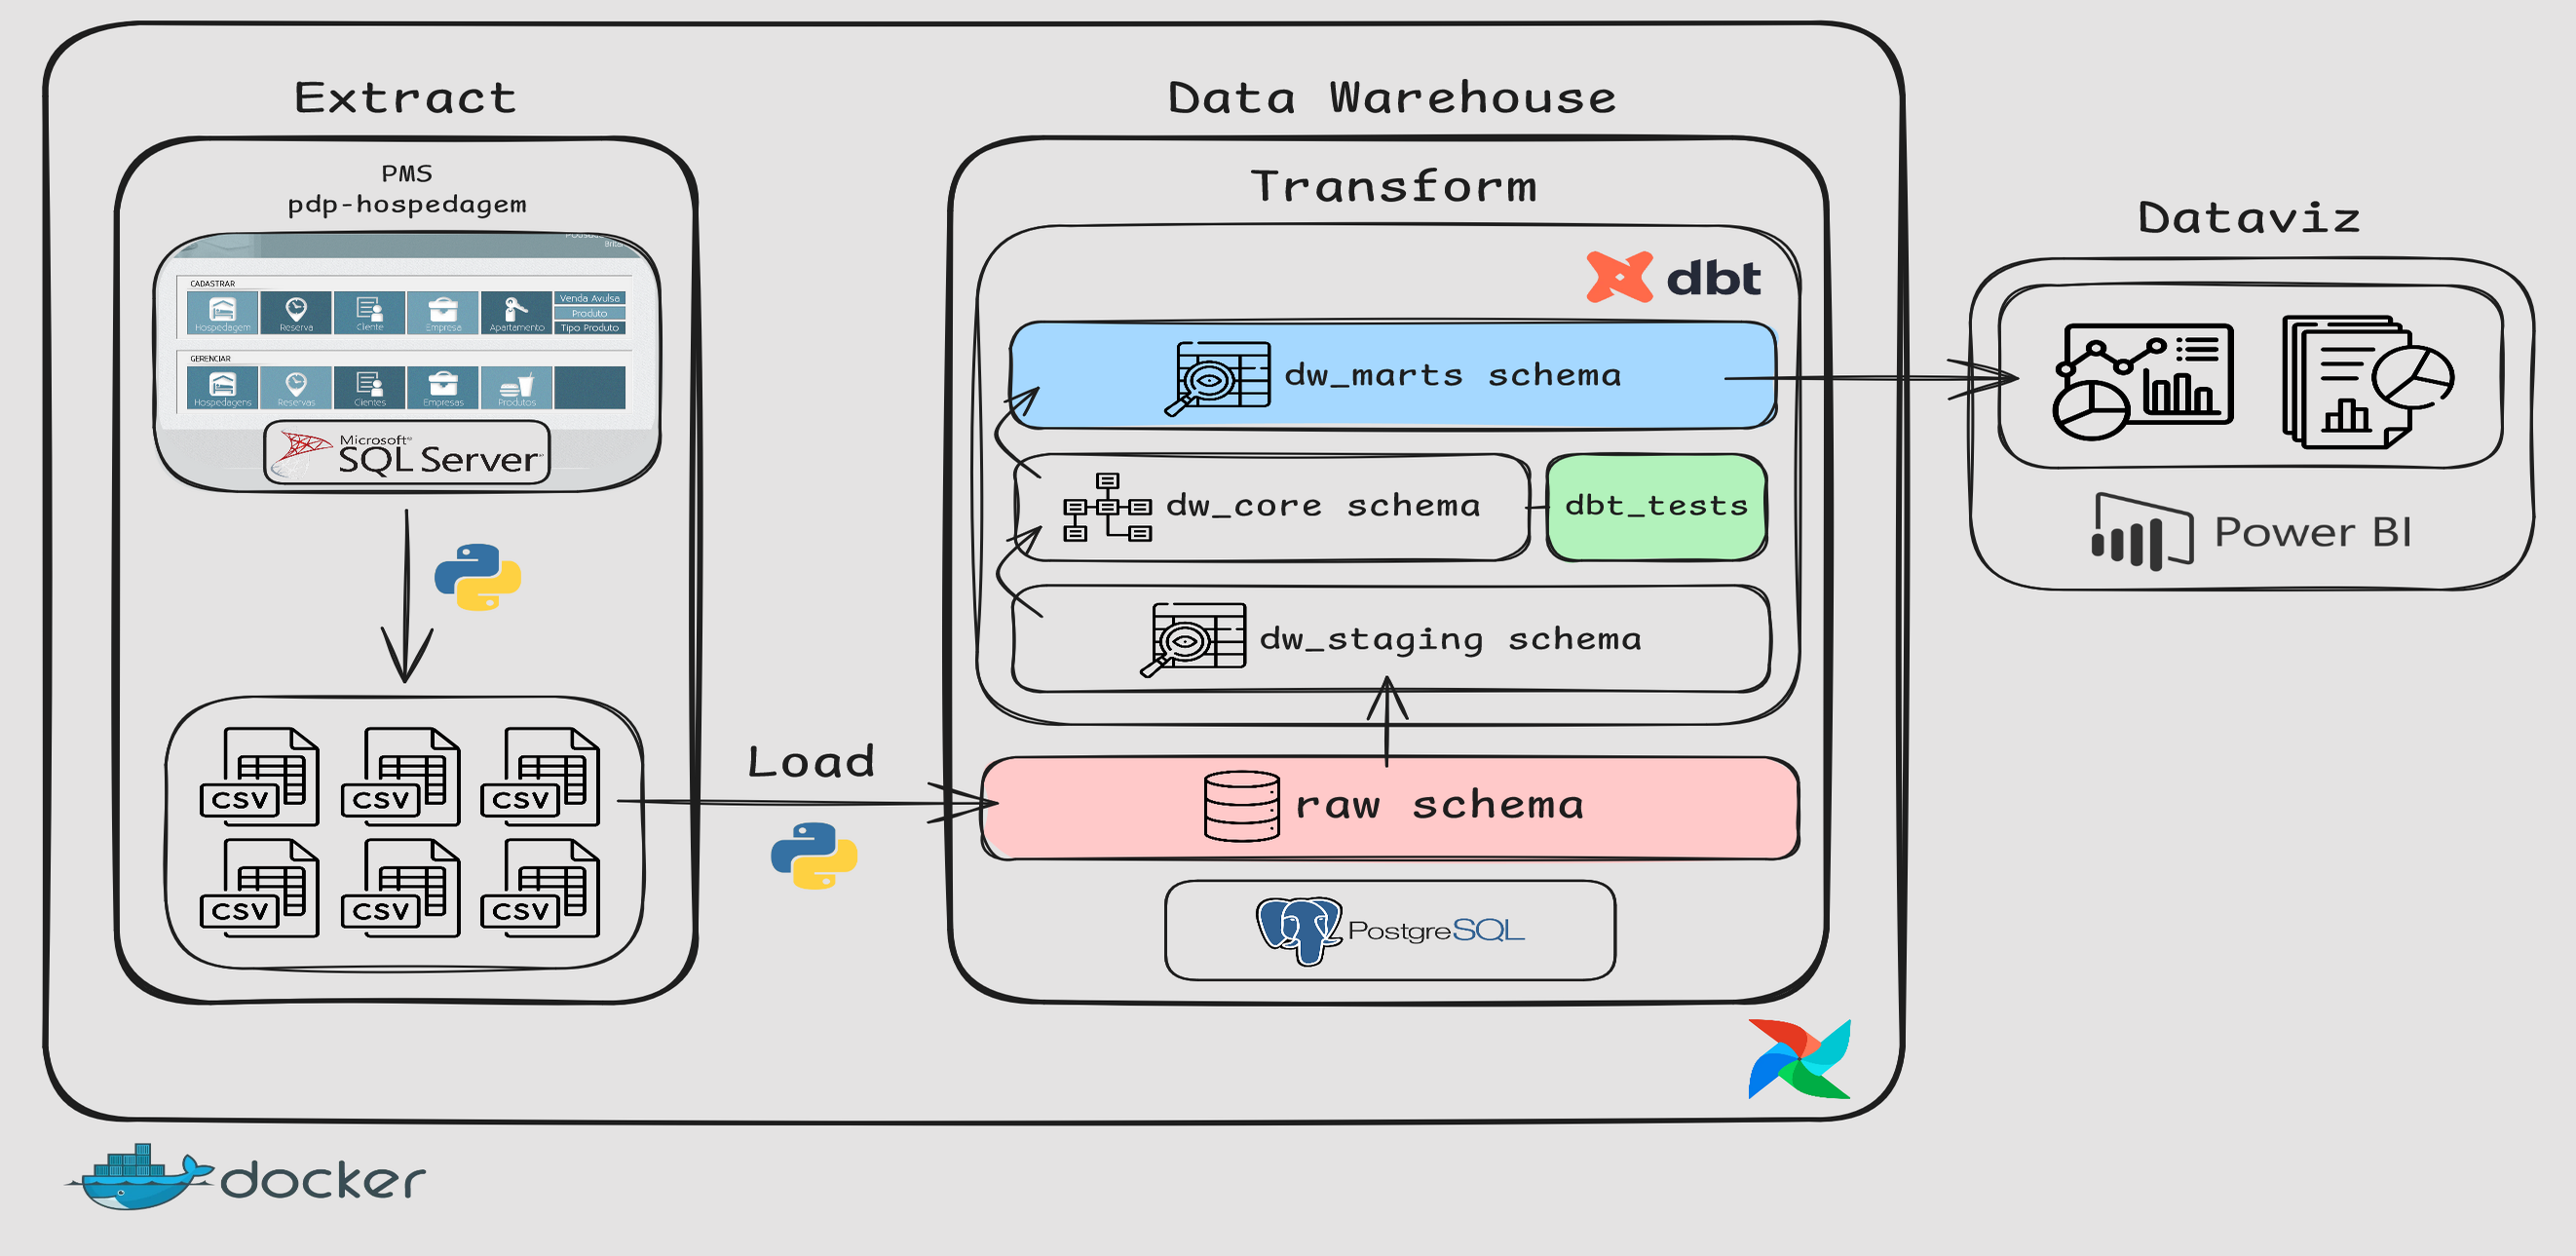 Extract
PMS
pdp-hospedagem
CADASTRAR
Hospedagem
Reserva
Cliente
Empresa
Apartamento
Venda Avulsa
Produto
Tipo Produto
GERENCIAR
Hospedagens
Reservas
Clientes
Empresas
Produtos
Microsoft®
SQL Server
CSV CSV CSV
CSV CSV CSV
Load
Data Warehouse
Transform
dbt
dw_marts schema
dw_core schema
dbt_tests
dw_staging schema
raw schema
PostgreSQL
Dataviz
Power BI
docker